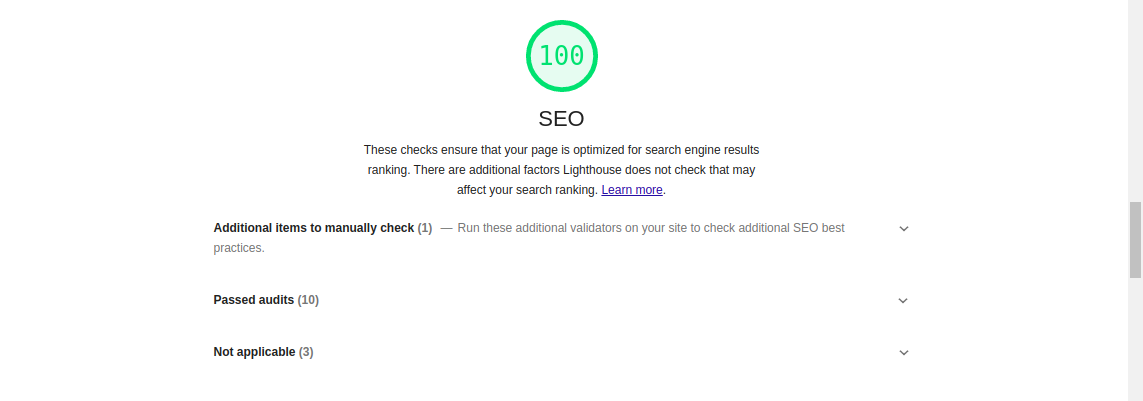 100
SEO
These checks ensure that your page is optimized for search engine results
ranking. There are additional factors Lighthouse does not check that may
affect your search ranking. Learn more.
Additional items to manually check (1) — Run these additional validators on your site to check additional SEO best
practices.
Passed audits (10)
Not applicable (3)